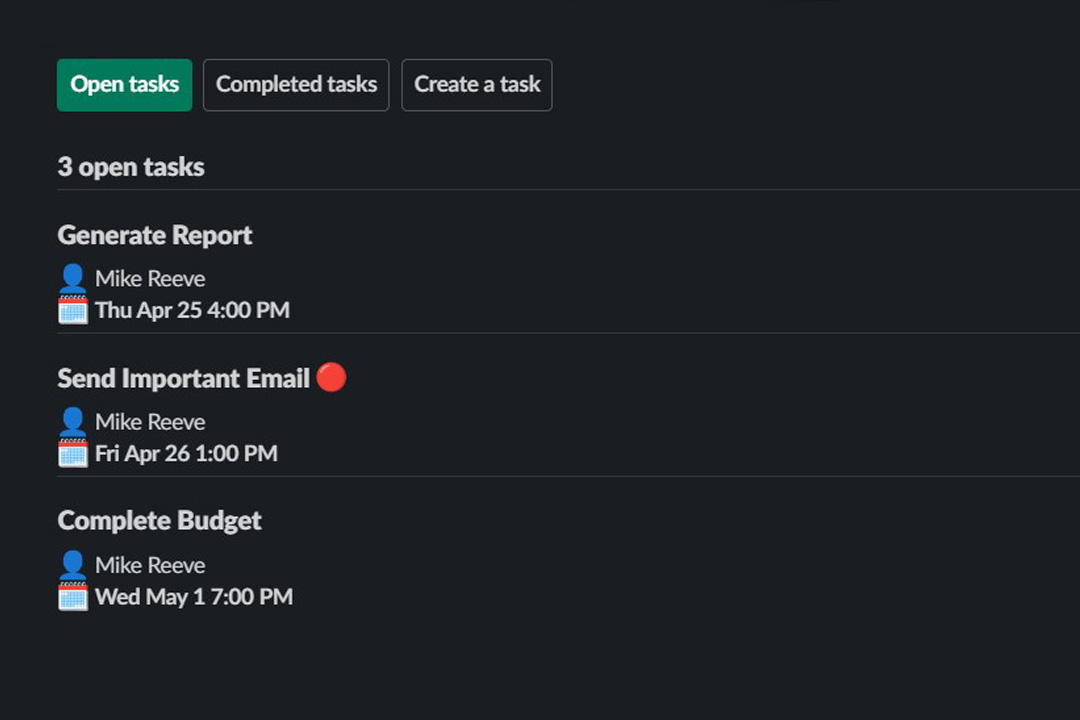 Open tasks Completed tasks Create a task
3 open tasks
Generate Report
Mike Reeve
Thu Apr 25 4:00 PM
Send Important Email
Mike Reeve
Fri Apr 26 1:00 PM
Complete Budget
Mike Reeve
Wed May 1 7:00 PM